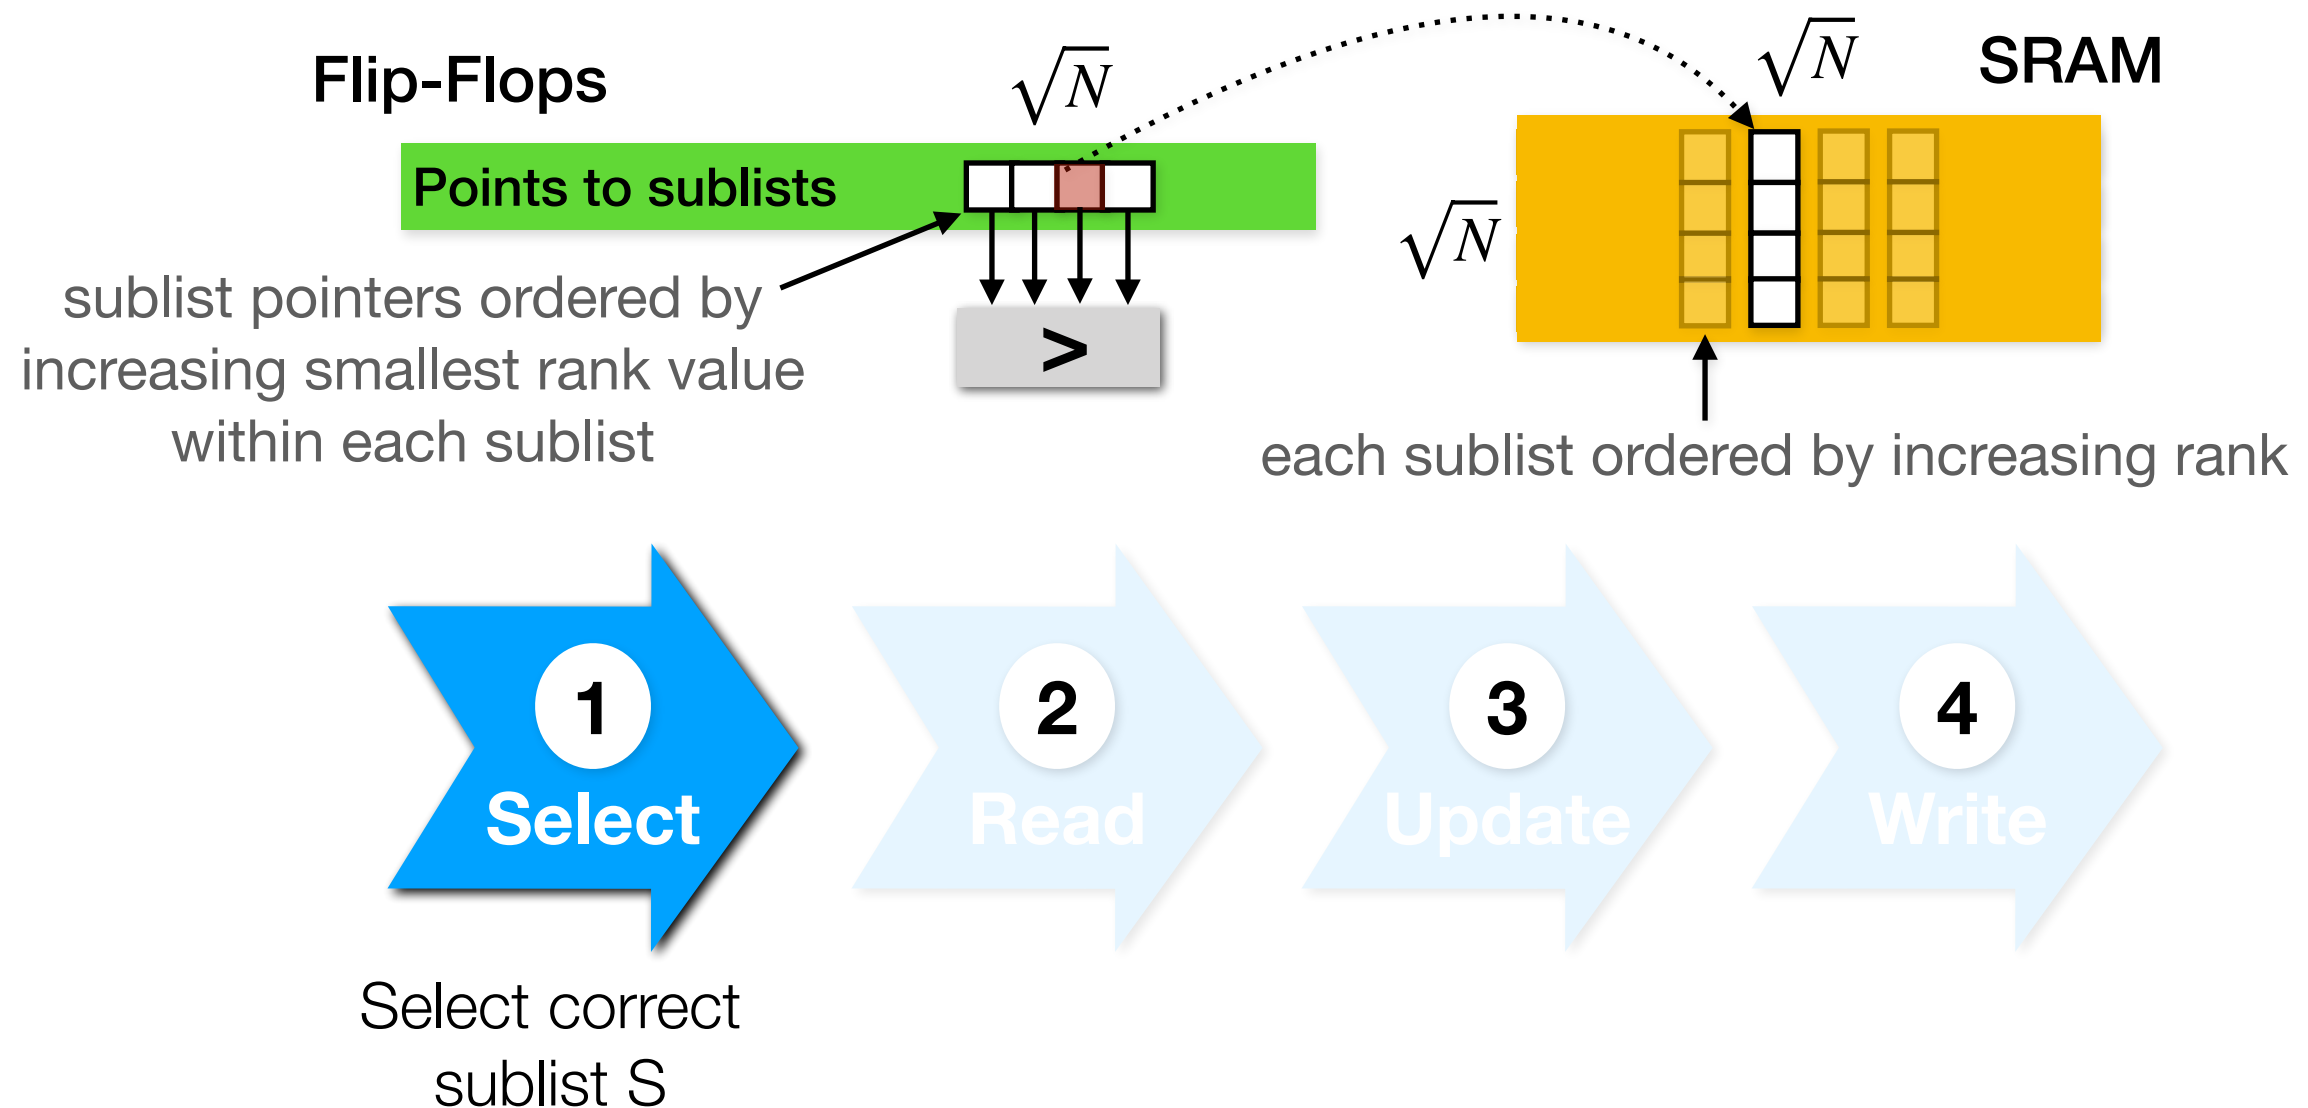 Flip-Flops
√N
√N
SRAM
Points to sublists
√N
sublist pointers ordered by
increasing smallest rank value
within each sublist
>
each sublist ordered by increasing rank
1
Select
2
Read
3
Update
4
Write
Select correct
sublist S